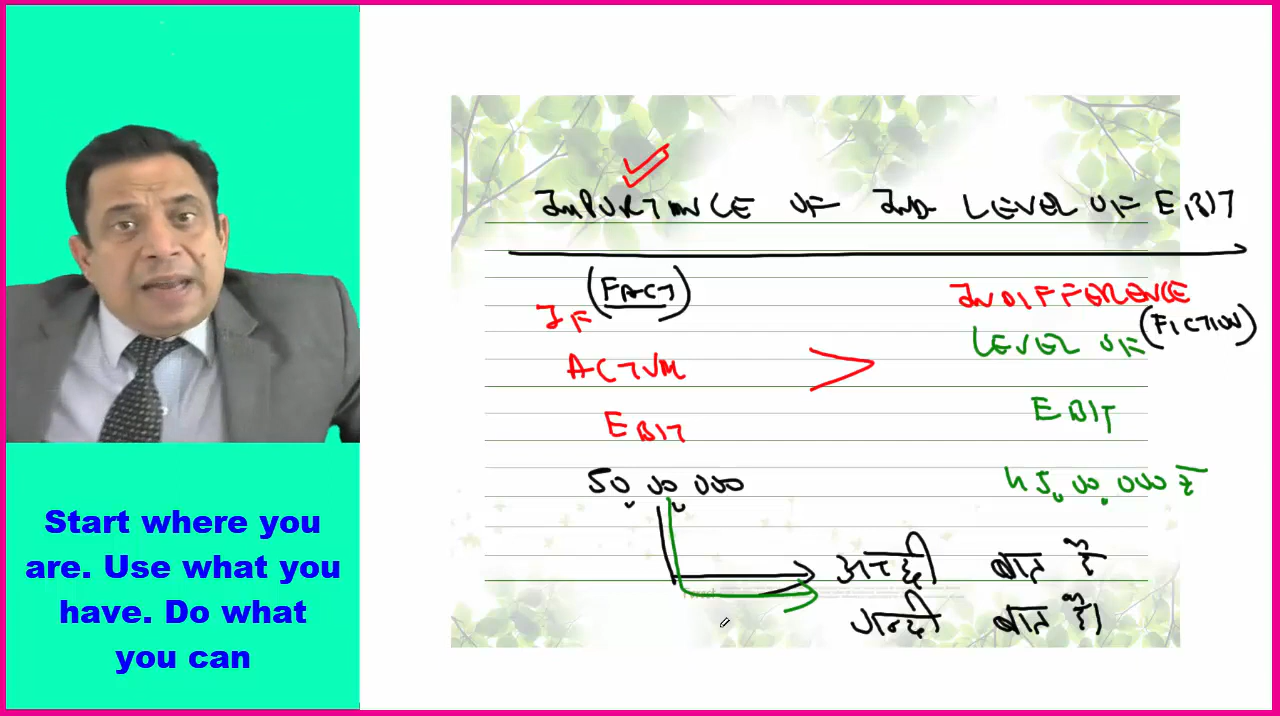 IMPORTANCE OF IND LEVEL OF EBIT
(FACT)
IF
ACTUAL
EBIT
>
INDIFFERENCE
LEVEL OF (FICTION)
EBIT
50,00,000
45,00,000 ₹
अच्छी बात है
गन्दी बात है।
Start where you
are. Use what you
have. Do what
you can